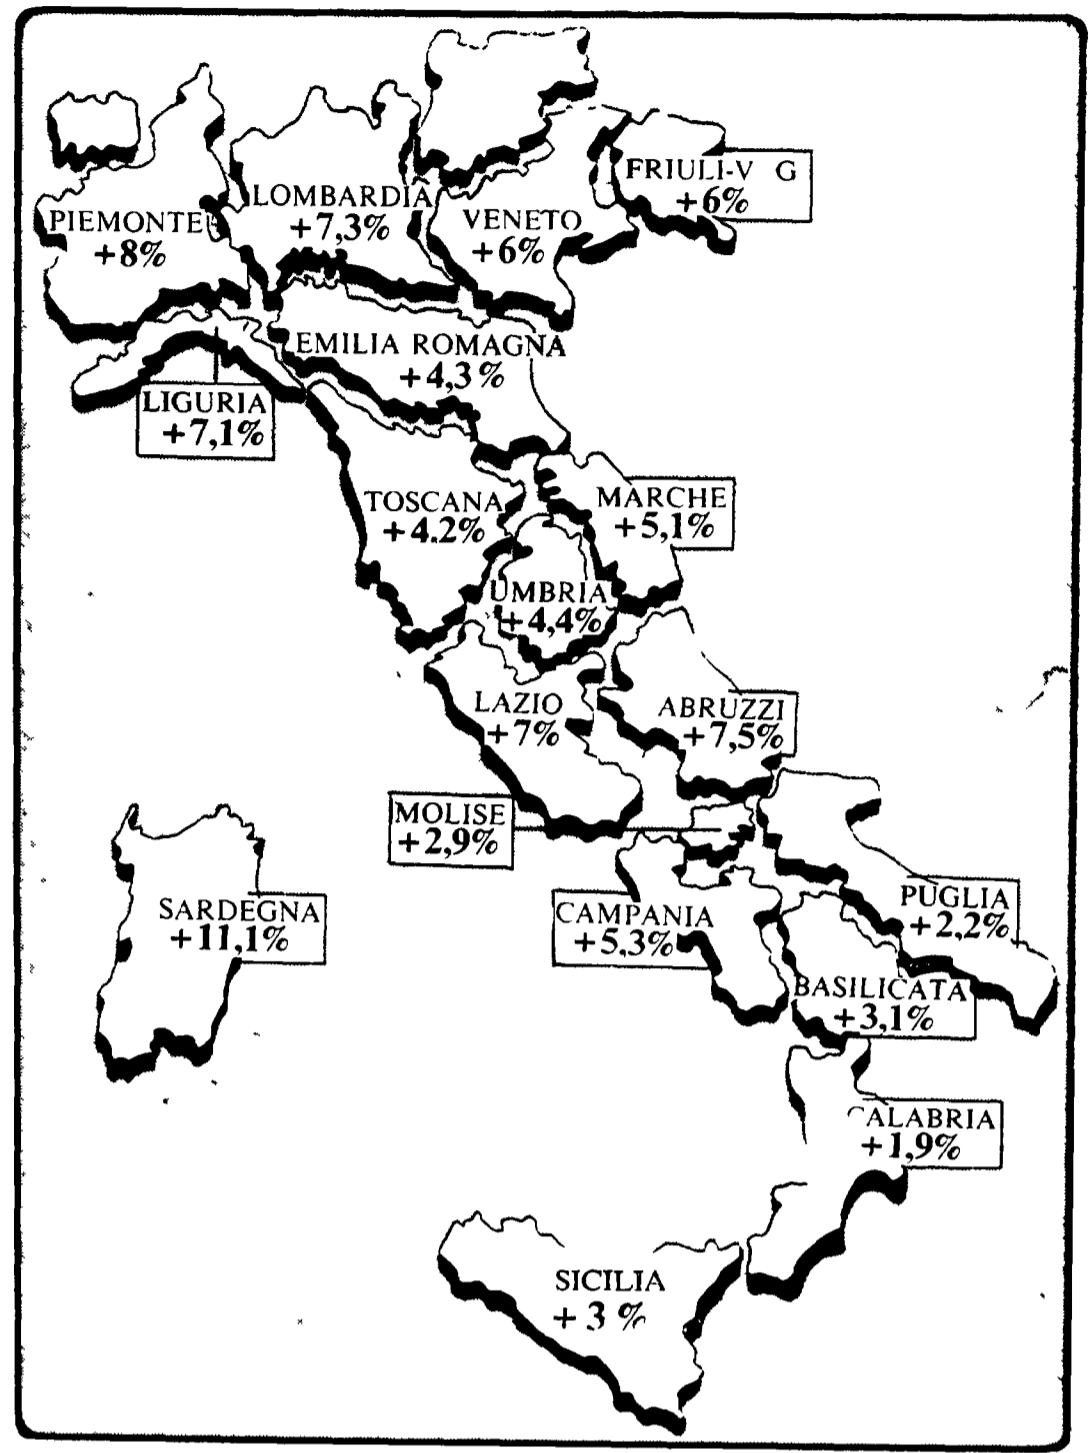 FRIULI-V G
+6%
LOMBARDIA
+7,3%
PIEMONTE
+8%
VENETO
+6%
EMILIA ROMAGNA
+4,3%
LIGURIA
+7,1%
TOSCANA
+4.2%
MARCHE
+5,1%
UMBRIA
+4,4%
LAZIO
+7%
ABRUZZI
+7,5%
MOLISE
+2,9%
SARDEGNA
+11,1%
CAMPANIA
+5,3%
PUGLIA
+2,2%
BASILICATA
+3,1%
CALABRIA
+1,9%
SICILIA
+3 %